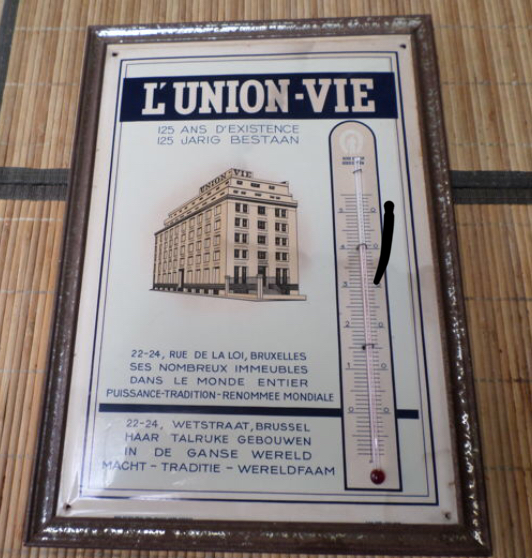 L'UNION-VIE
125 ANS D'EXISTENCE
125 JARIG BESTAAN
UNION-VIE
22-24, RUE DE LA LOI, BRUXELLES
SES NOMBREUX IMMEUBLES
DANS LE MONDE ENTIER
PUISSANCE-TRADITION-RENOMMEE MONDIALE
22-24, WETSTRAAT, BRUSSEL
HAAR TALRIJKE GEBOUWEN
IN DE GANSE WERELD
MACHT - TRADITIE - WERELDFAAM